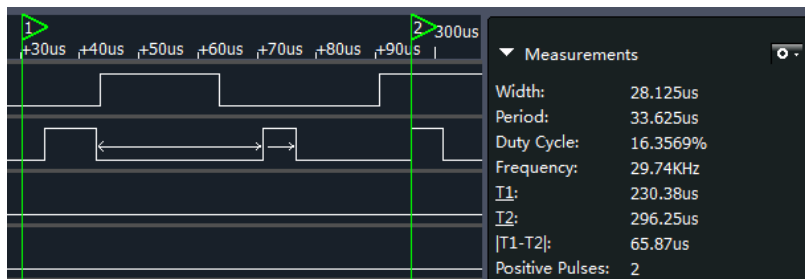 1
2 300us
+30us +40us +50us +60us +70us +80us +90us
Measurements
Width: 28.125us
Period: 33.625us
Duty Cycle: 16.3569%
Frequency: 29.74KHz
T1: 230.38us
T2: 296.25us
|T1-T2|: 65.87us
Positive Pulses: 2